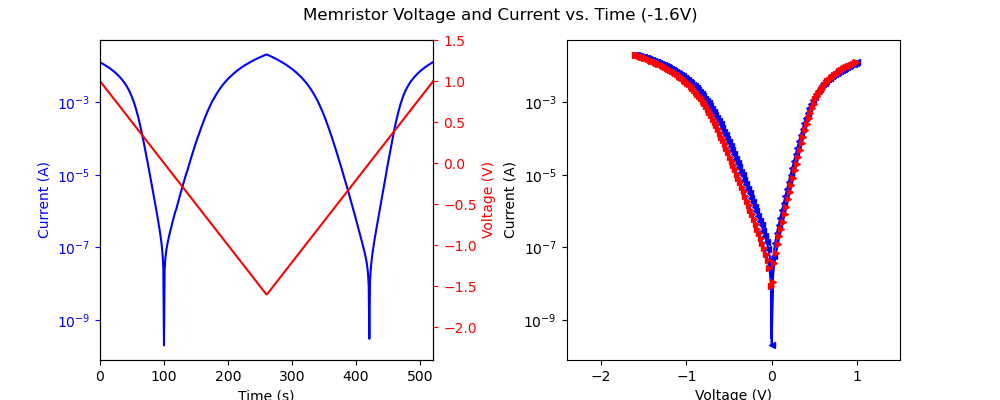 Memristor Voltage and Current vs. Time (-1.6V)
Current (A)
10⁻³
10⁻⁵
10⁻⁷
10⁻⁹
0 100 200 300 400 500
Time (s)
1.5
1.0
0.5
0.0
−0.5
−1.0
−1.5
−2.0
Voltage (V)
Current (A)
10⁻³
10⁻⁵
10⁻⁷
10⁻⁹
−2 −1 0 1
Voltage (V)